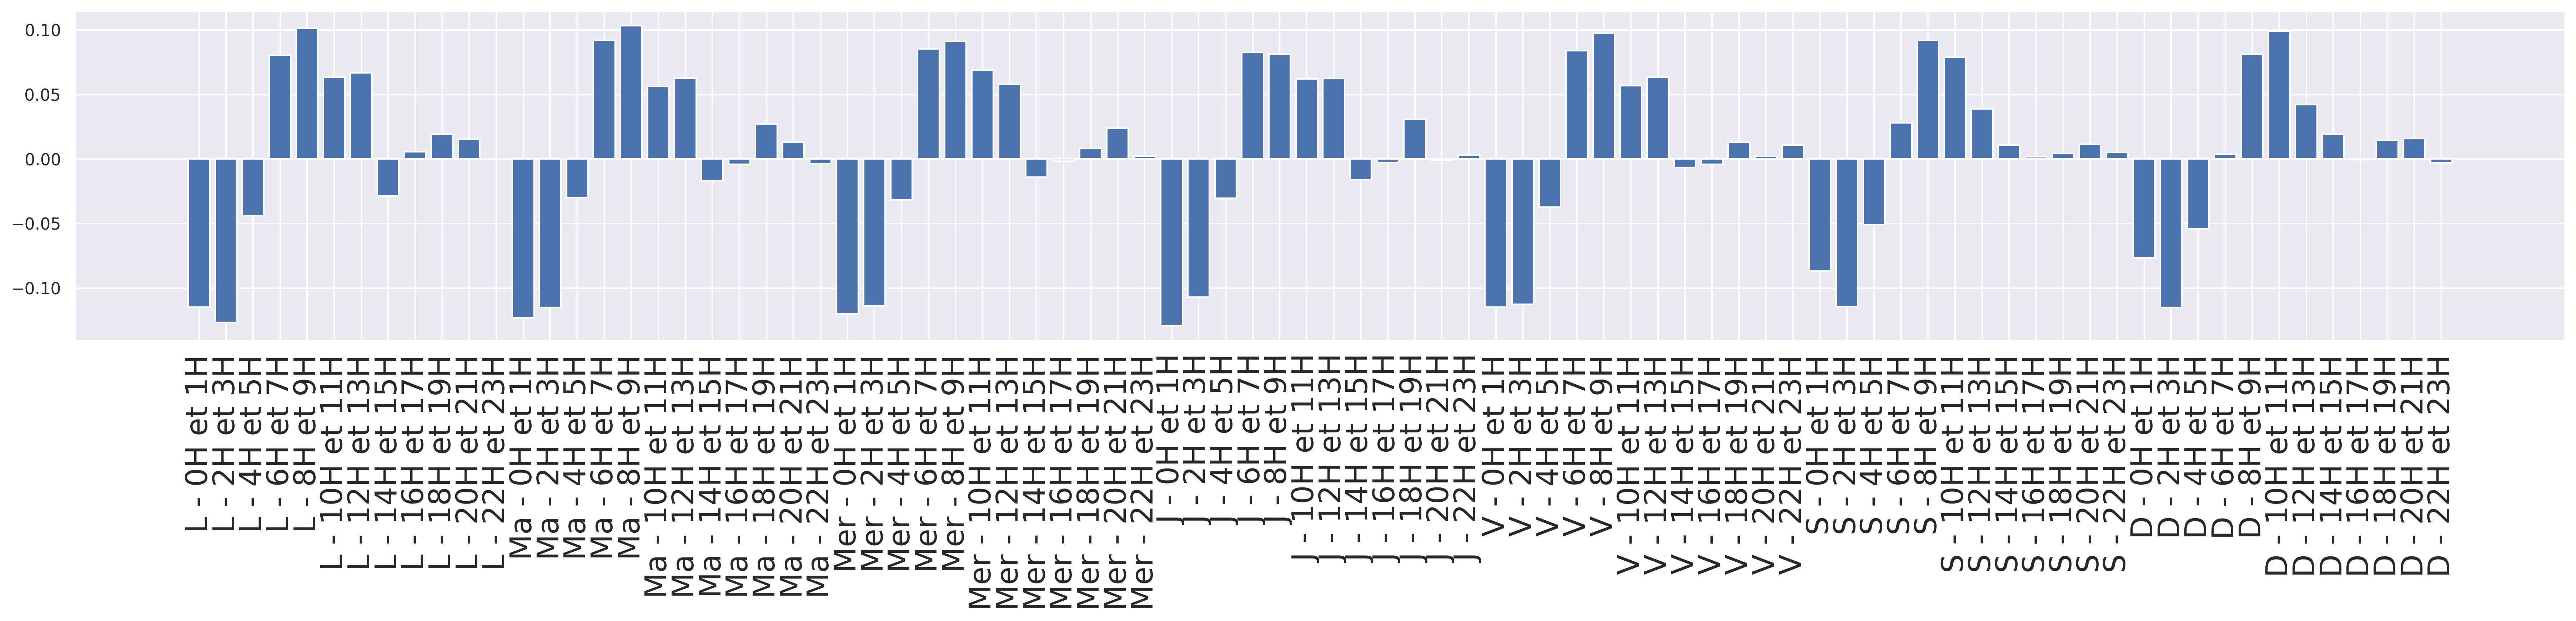 0.10
0.05
0.00
−0.05
−0.10
L - 0H et 1H
L - 2H et 3H
L - 4H et 5H
L - 6H et 7H
L - 8H et 9H
L - 10H et 11H
L - 12H et 13H
L - 14H et 15H
L - 16H et 17H
L - 18H et 19H
L - 20H et 21H
L - 22H et 23H
Ma - 0H et 1H
Ma - 2H et 3H
Ma - 4H et 5H
Ma - 6H et 7H
Ma - 8H et 9H
Ma - 10H et 11H
Ma - 12H et 13H
Ma - 14H et 15H
Ma - 16H et 17H
Ma - 18H et 19H
Ma - 20H et 21H
Ma - 22H et 23H
Mer - 0H et 1H
Mer - 2H et 3H
Mer - 4H et 5H
Mer - 6H et 7H
Mer - 8H et 9H
Mer - 10H et 11H
Mer - 12H et 13H
Mer - 14H et 15H
Mer - 16H et 17H
Mer - 18H et 19H
Mer - 20H et 21H
Mer - 22H et 23H
J - 0H et 1H
J - 2H et 3H
J - 4H et 5H
J - 6H et 7H
J - 8H et 9H
J - 10H et 11H
J - 12H et 13H
J - 14H et 15H
J - 16H et 17H
J - 18H et 19H
J - 20H et 21H
J - 22H et 23H
V - 0H et 1H
V - 2H et 3H
V - 4H et 5H
V - 6H et 7H
V - 8H et 9H
V - 10H et 11H
V - 12H et 13H
V - 14H et 15H
V - 16H et 17H
V - 18H et 19H
V - 20H et 21H
V - 22H et 23H
S - 0H et 1H
S - 2H et 3H
S - 4H et 5H
S - 6H et 7H
S - 8H et 9H
S - 10H et 11H
S - 12H et 13H
S - 14H et 15H
S - 16H et 17H
S - 18H et 19H
S - 20H et 21H
S - 22H et 23H
D - 0H et 1H
D - 2H et 3H
D - 4H et 5H
D - 6H et 7H
D - 8H et 9H
D - 10H et 11H
D - 12H et 13H
D - 14H et 15H
D - 16H et 17H
D - 18H et 19H
D - 20H et 21H
D - 22H et 23H